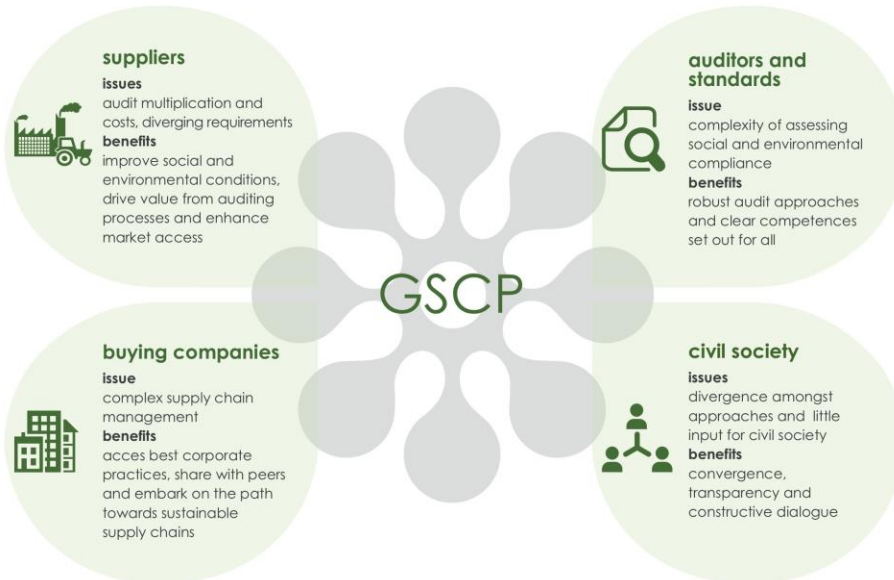 suppliers
issues
audit multiplication and
costs, diverging requirements
benefits
improve social and
environmental conditions,
drive value from auditing
processes and enhance
market access
auditors and
standards
issue
complexity of assessing
social and environmental
compliance
benefits
robust audit approaches
and clear competences
set out for all
GSCP
buying companies
issue
complex supply chain
management
benefits
acces best corporate
practices, share with peers
and embark on the path
towards sustainable
supply chains
civil society
issues
divergence amongst
approaches and little
input for civil society
benefits
convergence,
transparency and
constructive dialogue